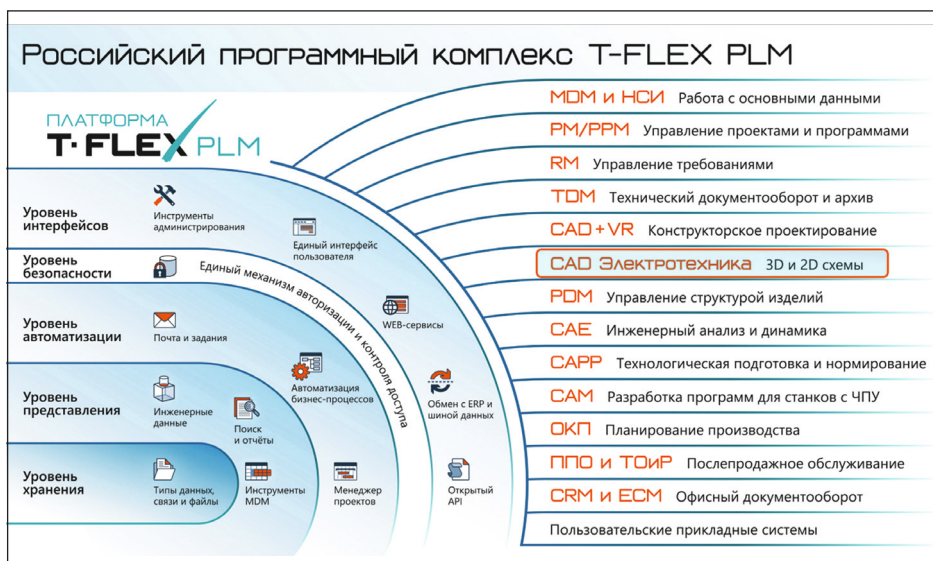 Российский программный комплекс T-FLEX PLM
ПЛАТФОРМА
T-FLEX PLM
Уровень
интерфейсов
Инструменты
администрирования
Единый интерфейс
пользователя
Уровень
безопасности
Единый механизм авторизации и контроля доступа
WEB-сервисы
Уровень
автоматизации
Почта и задания
Автоматизация
бизнес-процессов
Обмен с ERP и
шиной данных
Уровень
представления
Инженерные
данные
Поиск
и отчёты
Уровень
хранения
Типы данных,
связи и файлы
Инструменты
MDM
Менеджер
проектов
Открытый
API
MDM и НСИ Работа с основными данными
PM/PPM Управление проектами и программами
RM Управление требованиями
TDM Технический документооборот и архив
CAD+VR Конструкторское проектирование
CAD Электротехника 3D и 2D схемы
PDM Управление структурой изделий
CAE Инженерный анализ и динамика
CAPP Технологическая подготовка и нормирование
CAM Разработка программ для станков с ЧПУ
ОКП Планирование производства
ППО и ТОиР Послепродажное обслуживание
CRM и ECM Офисный документооборот
Пользовательские прикладные системы